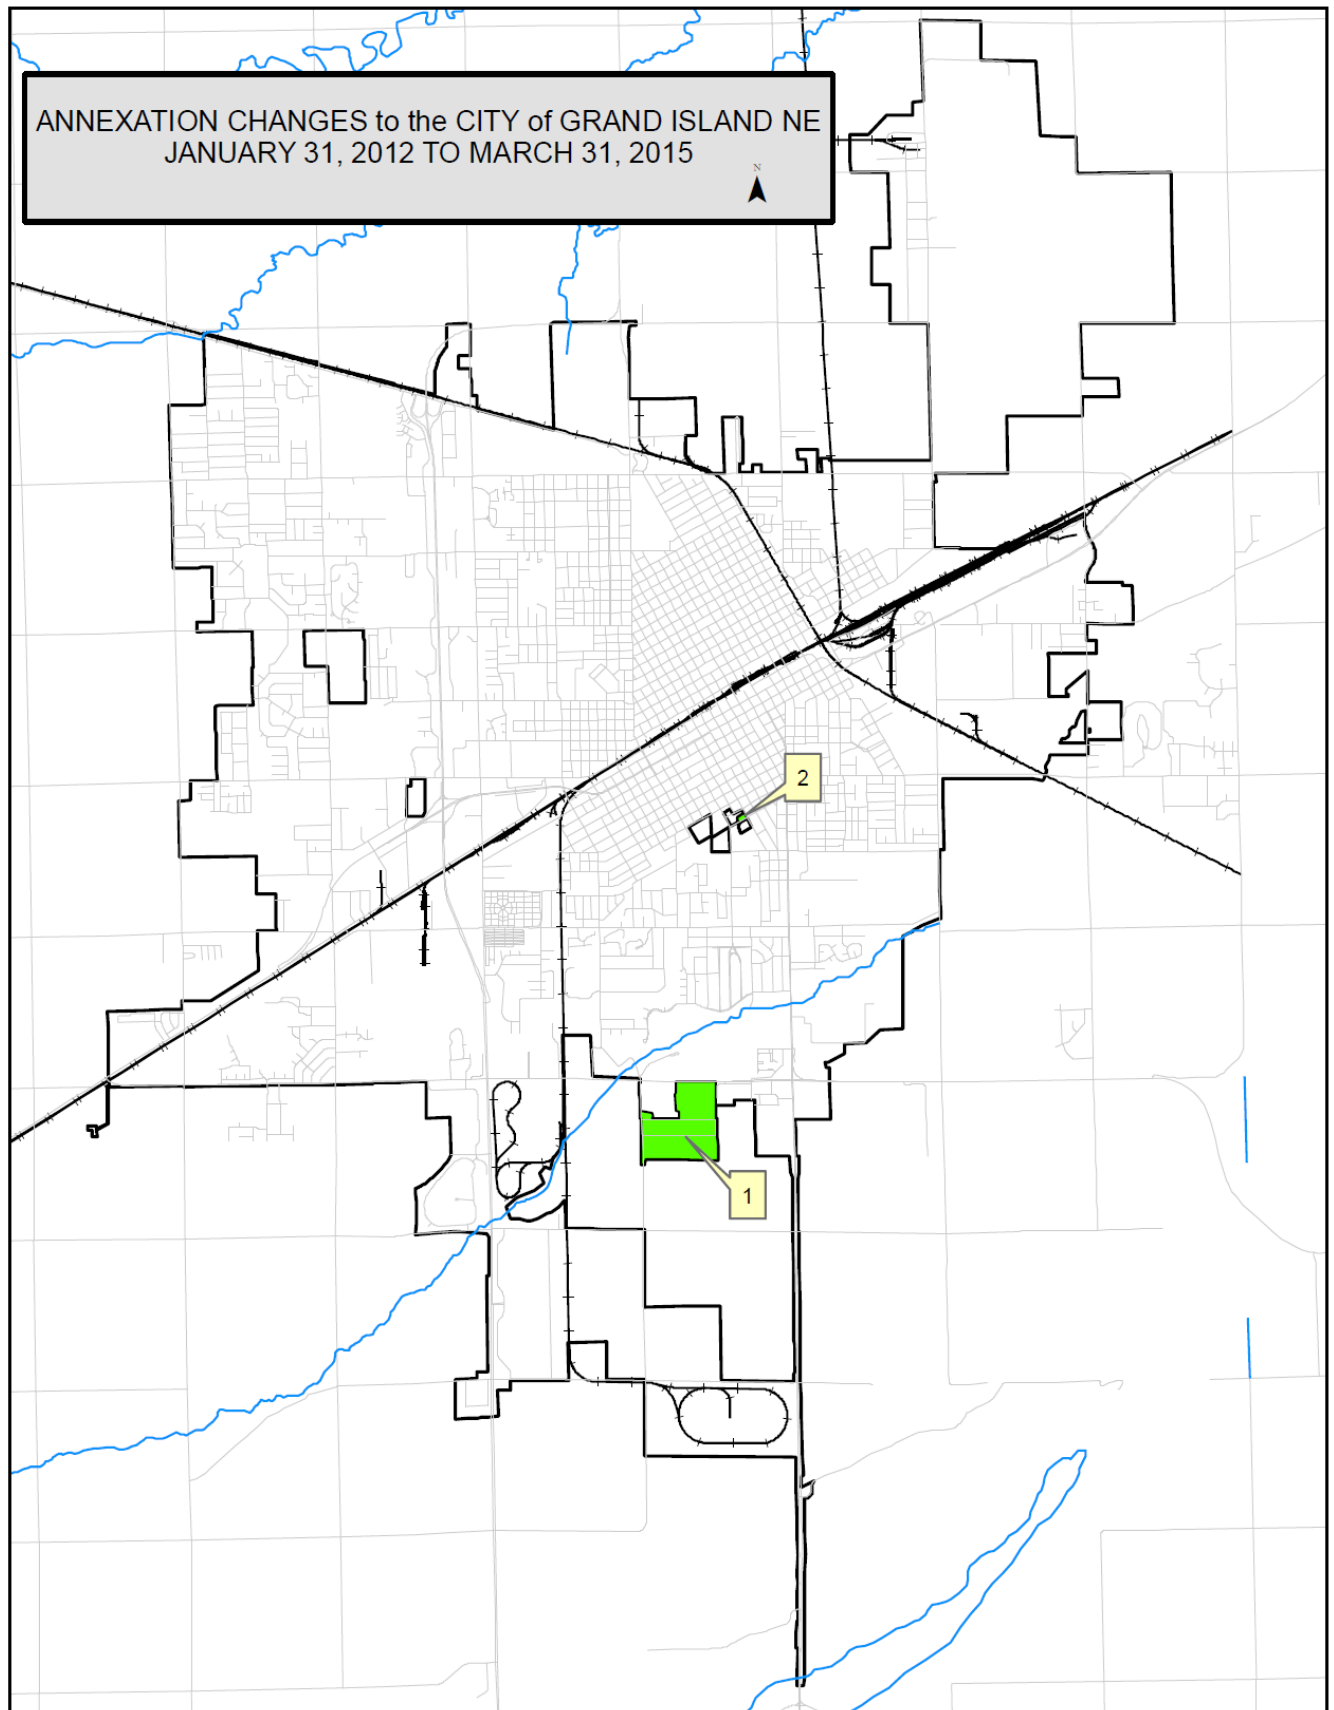 ANNEXATION CHANGES to the CITY of GRAND ISLAND NE
JANUARY 31, 2012 TO MARCH 31, 2015
N
2
1